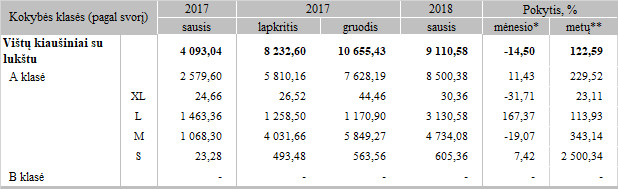 Kokybės klasės (pagal svorį) 2017 2017 2018 Pokytis, %
sausis lapkritis gruodis sausis mėnesio* metų**
Vištų kiaušiniai su lukštu 4 093,04 8 232,60 10 655,43 9 110,58 -14,50 122,59
A klasė 2 579,60 5 810,16 7 628,19 8 500,38 11,43 229,52
XL 24,66 26,52 44,46 30,36 -31,71 23,11
L 1 463,36 1 258,50 1 170,90 3 130,58 167,37 113,93
M 1 068,30 4 031,66 5 849,27 4 734,08 -19,07 343,14
S 23,28 493,48 563,56 605,36 7,42 2 500,34
B klasė - - - - - -